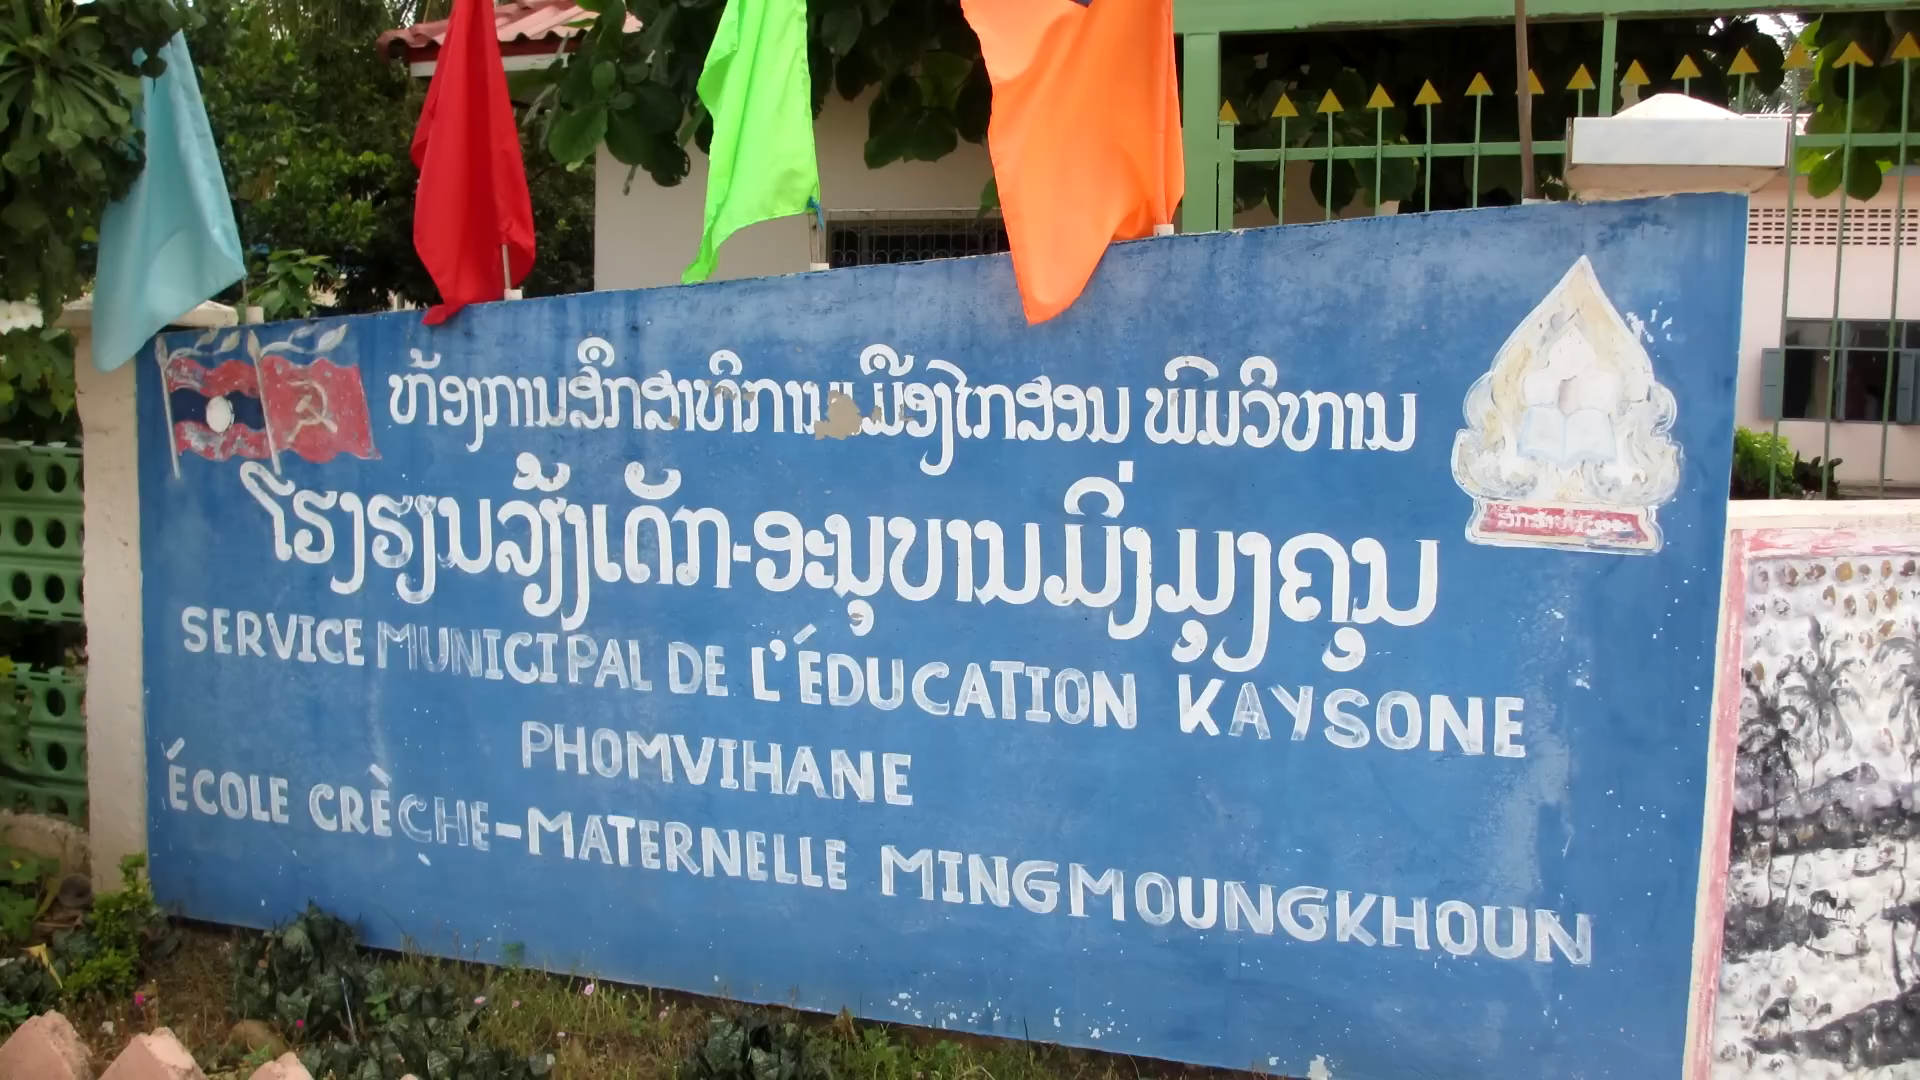 ຫ້ອງການສຶກສາທິການ ເມືອງໄກສອນ ພົມວິຫານ
ໂຮງຮຽນລ້ຽງເດັກ-ອະນຸບານມິ່ງມຸງຄຸນ
SERVICE MUNICIPAL DE L'ÉDUCATION KAYSONE
PHOMVIHANE
ÉCOLE CRÈCHE-MATERNELLE MINGMOUNGKHOUN